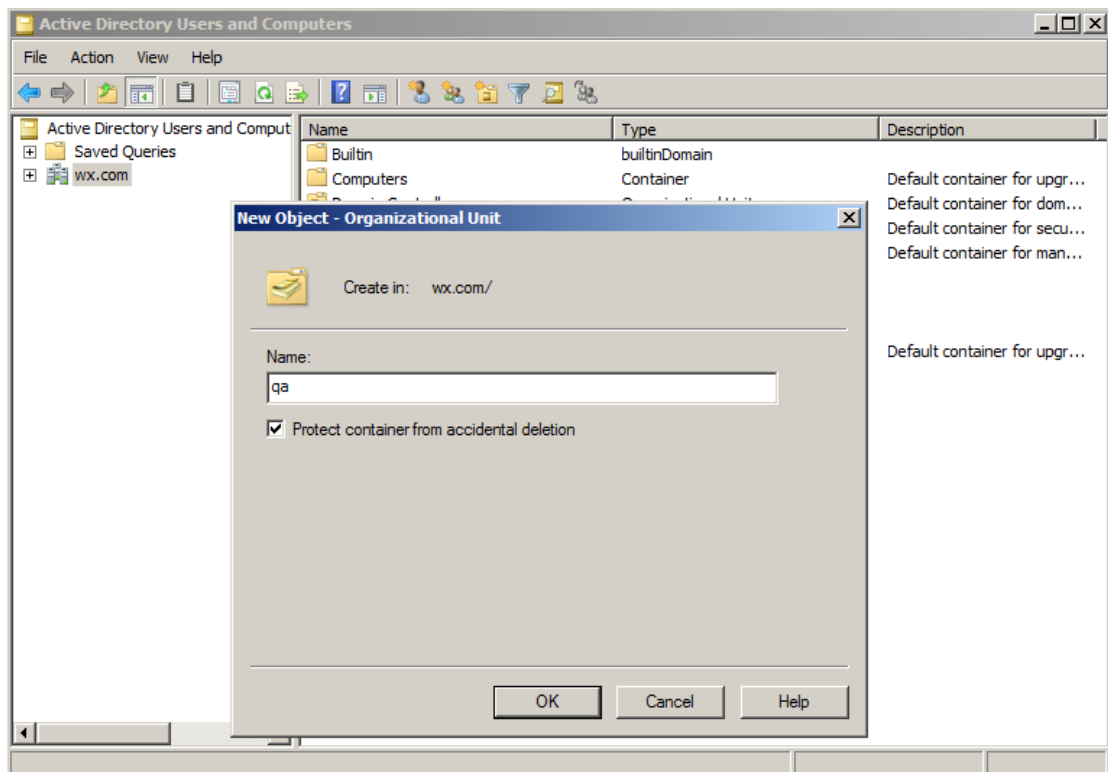 Active Directory Users and Computers
File Action View Help
Active Directory Users and Comput
Saved Queries
wx.com
Name Type Description
Builtin builtinDomain
Computers Container Default container for upgr...
Default container for dom...
Default container for secu...
Default container for man...
Default container for upgr...
New Object - Organizational Unit
Create in: wx.com/
Name:
qa
Protect container from accidental deletion
OK Cancel Help